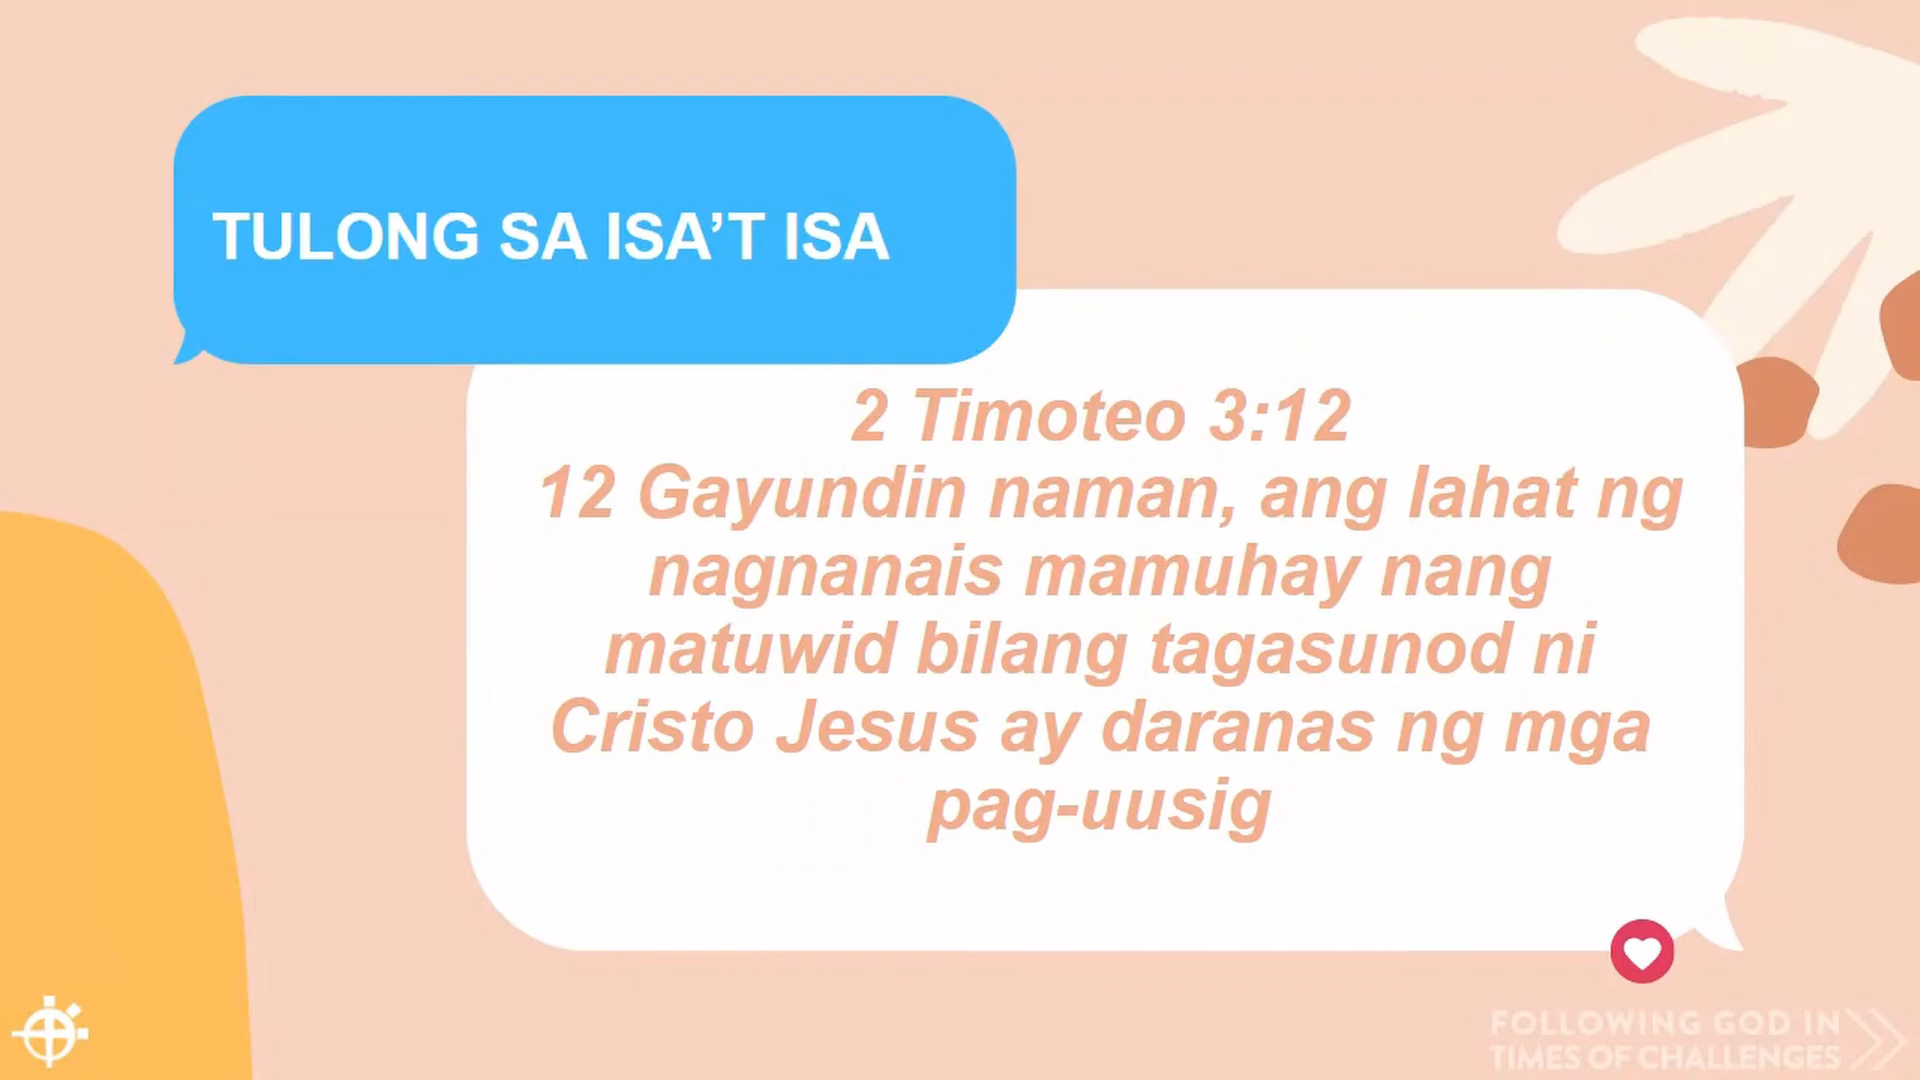 TULONG SA ISA’T ISA
2 Timoteo 3:12
12 Gayundin naman, ang lahat ng
nagnanais mamuhay nang
matuwid bilang tagasunod ni
Cristo Jesus ay daranas ng mga
pag-uusig
FOLLOWING GOD IN
TIMES OF CHALLENGES